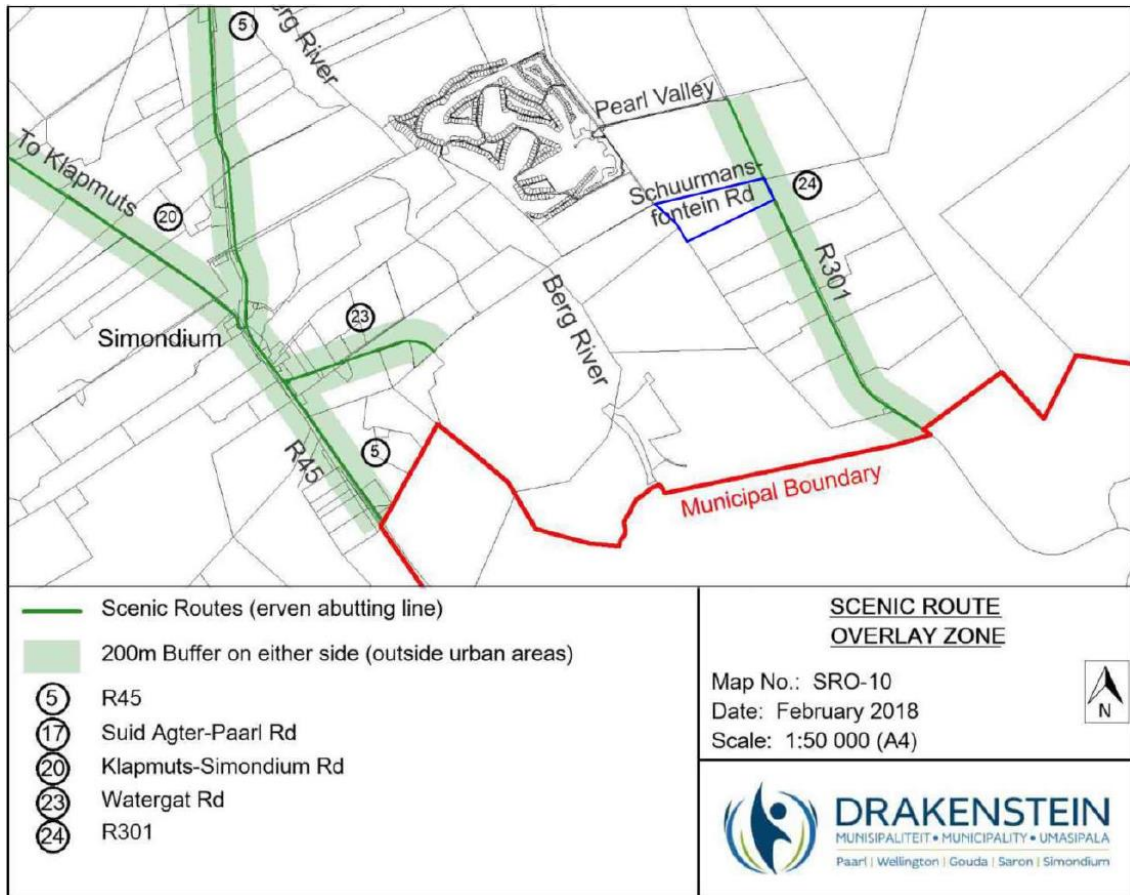 5
Berg River
Pearl Valley
To Klapmuts
20
Schuurmans-
fontein Rd
24
R301
Berg River
23
Simondium
5
R45
Municipal Boundary
Scenic Routes (erven abutting line)
200m Buffer on either side (outside urban areas)
5 R45
17 Suid Agter-Paarl Rd
20 Klapmuts-Simondium Rd
23 Watergat Rd
24 R301
SCENIC ROUTE
OVERLAY ZONE
Map No.: SRO-10
Date: February 2018
Scale: 1:50 000 (A4)
N
DRAKENSTEIN
MUNISIPALITEIT • MUNICIPALITY • UMASIPALA
Paarl | Wellington | Gouda | Saron | Simondium